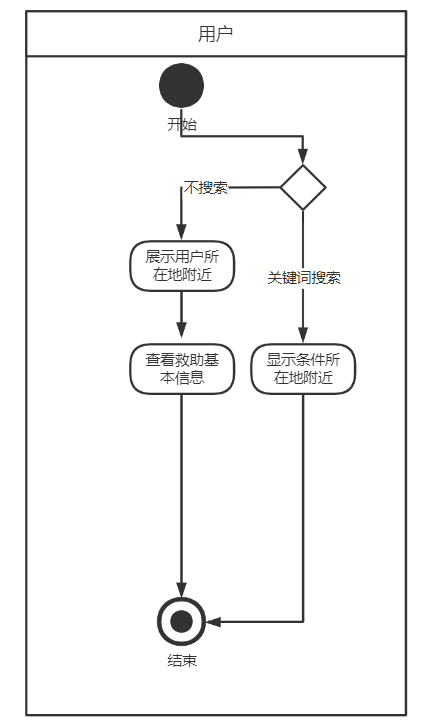 用户
开始
不搜索
展示用户所
在地附近
关键词搜索
查看救助基
本信息
显示条件所
在地附近
结束